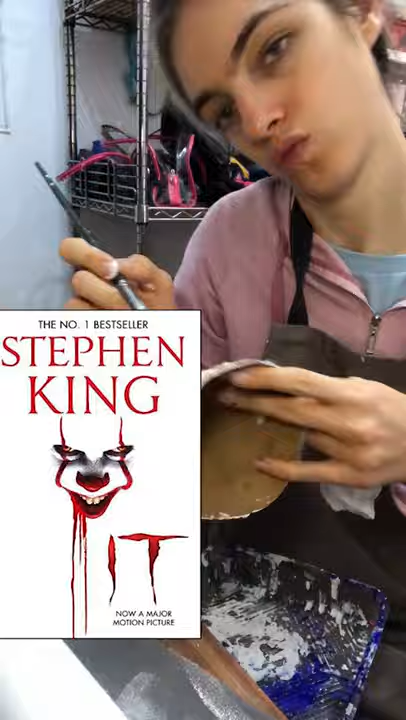 THE NO. 1 BESTSELLER
STEPHEN
KING
IT
NOW A MAJOR
MOTION PICTURE